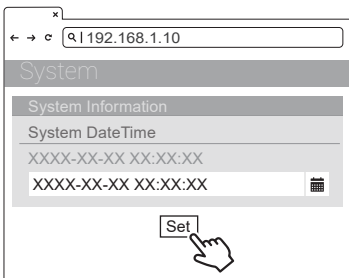 192.168.1.10
System
System Information
System DateTime
XXXX-XX-XX XX:XX:XX
XXXX-XX-XX XX:XX:XX
Set